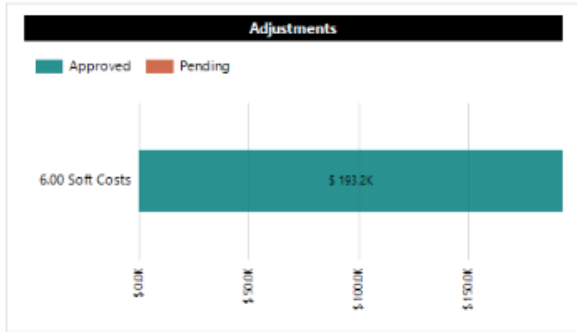 Adjustments
Approved Pending
6.00 Soft Costs
$ 193.2K
$ 0.0K
$ 50.0K
$ 100.0K
$ 150.0K